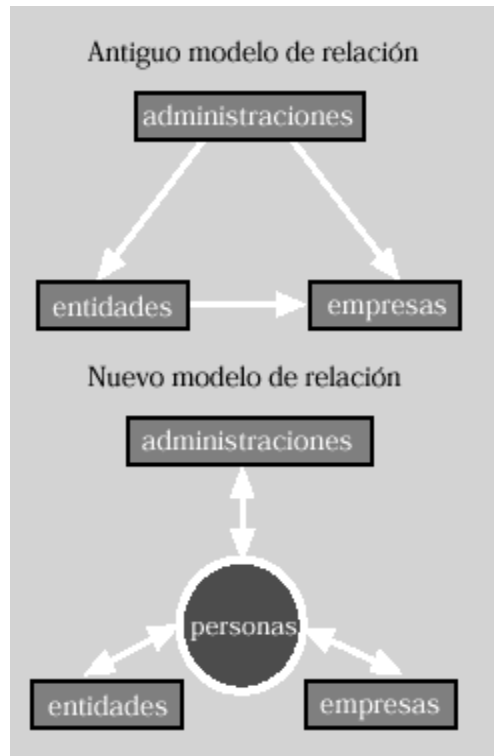 Antiguo modelo de relación
administraciones
entidades
empresas
Nuevo modelo de relación
administraciones
personas
entidades
empresas